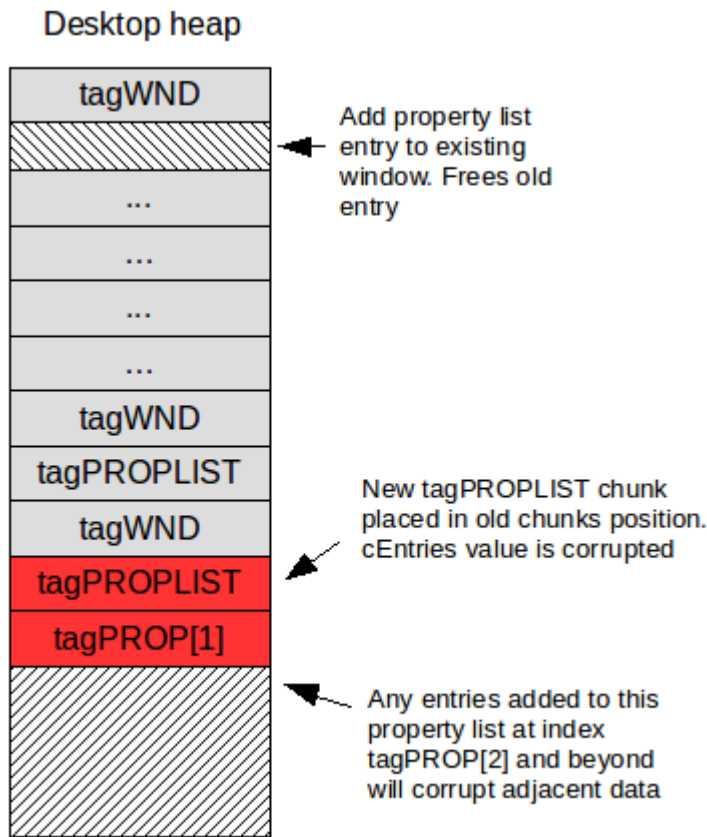 Desktop heap
tagWND
Add property list
entry to existing
window. Frees old
entry
...
...
...
...
tagWND
tagPROPLIST
tagWND
New tagPROPLIST chunk
placed in old chunks position.
cEntries value is corrupted
tagPROPLIST
tagPROP[1]
Any entries added to this
property list at index
tagPROP[2] and beyond
will corrupt adjacent data